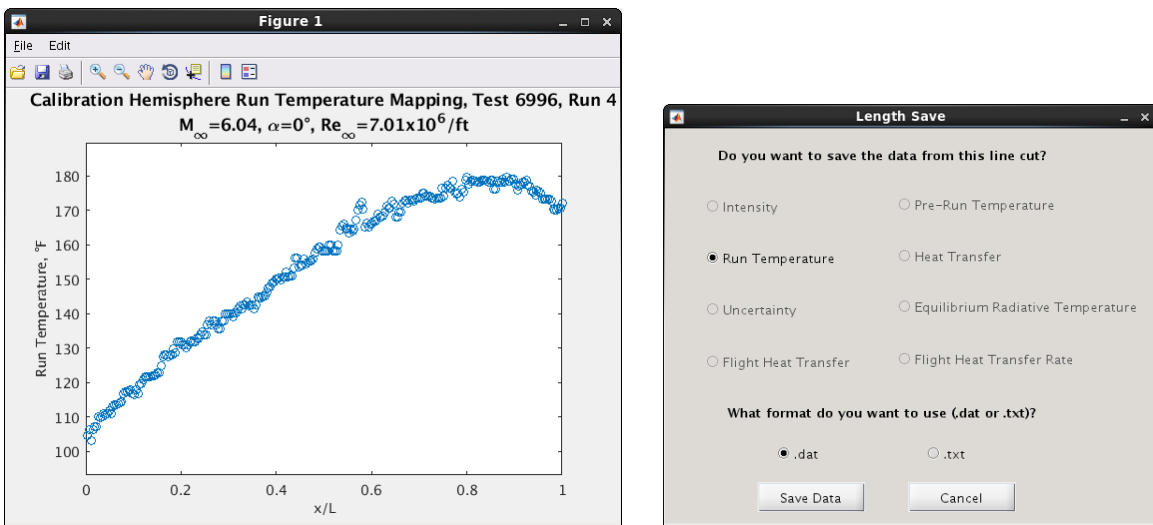 Figure 1
File Edit
Calibration Hemisphere Run Temperature Mapping, Test 6996, Run 4
M∞=6.04, α=0°, Re∞=7.01x10⁶/ft
180
170
160
150
140
130
120
110
100
Run Temperature, °F
0 0.2 0.4 0.6 0.8 1
x/L
Length Save
Do you want to save the data from this line cut?
Intensity Pre-Run Temperature
Run Temperature Heat Transfer
Uncertainty Equilibrium Radiative Temperature
Flight Heat Transfer Flight Heat Transfer Rate
What format do you want to use (.dat or .txt)?
.dat .txt
Save Data Cancel